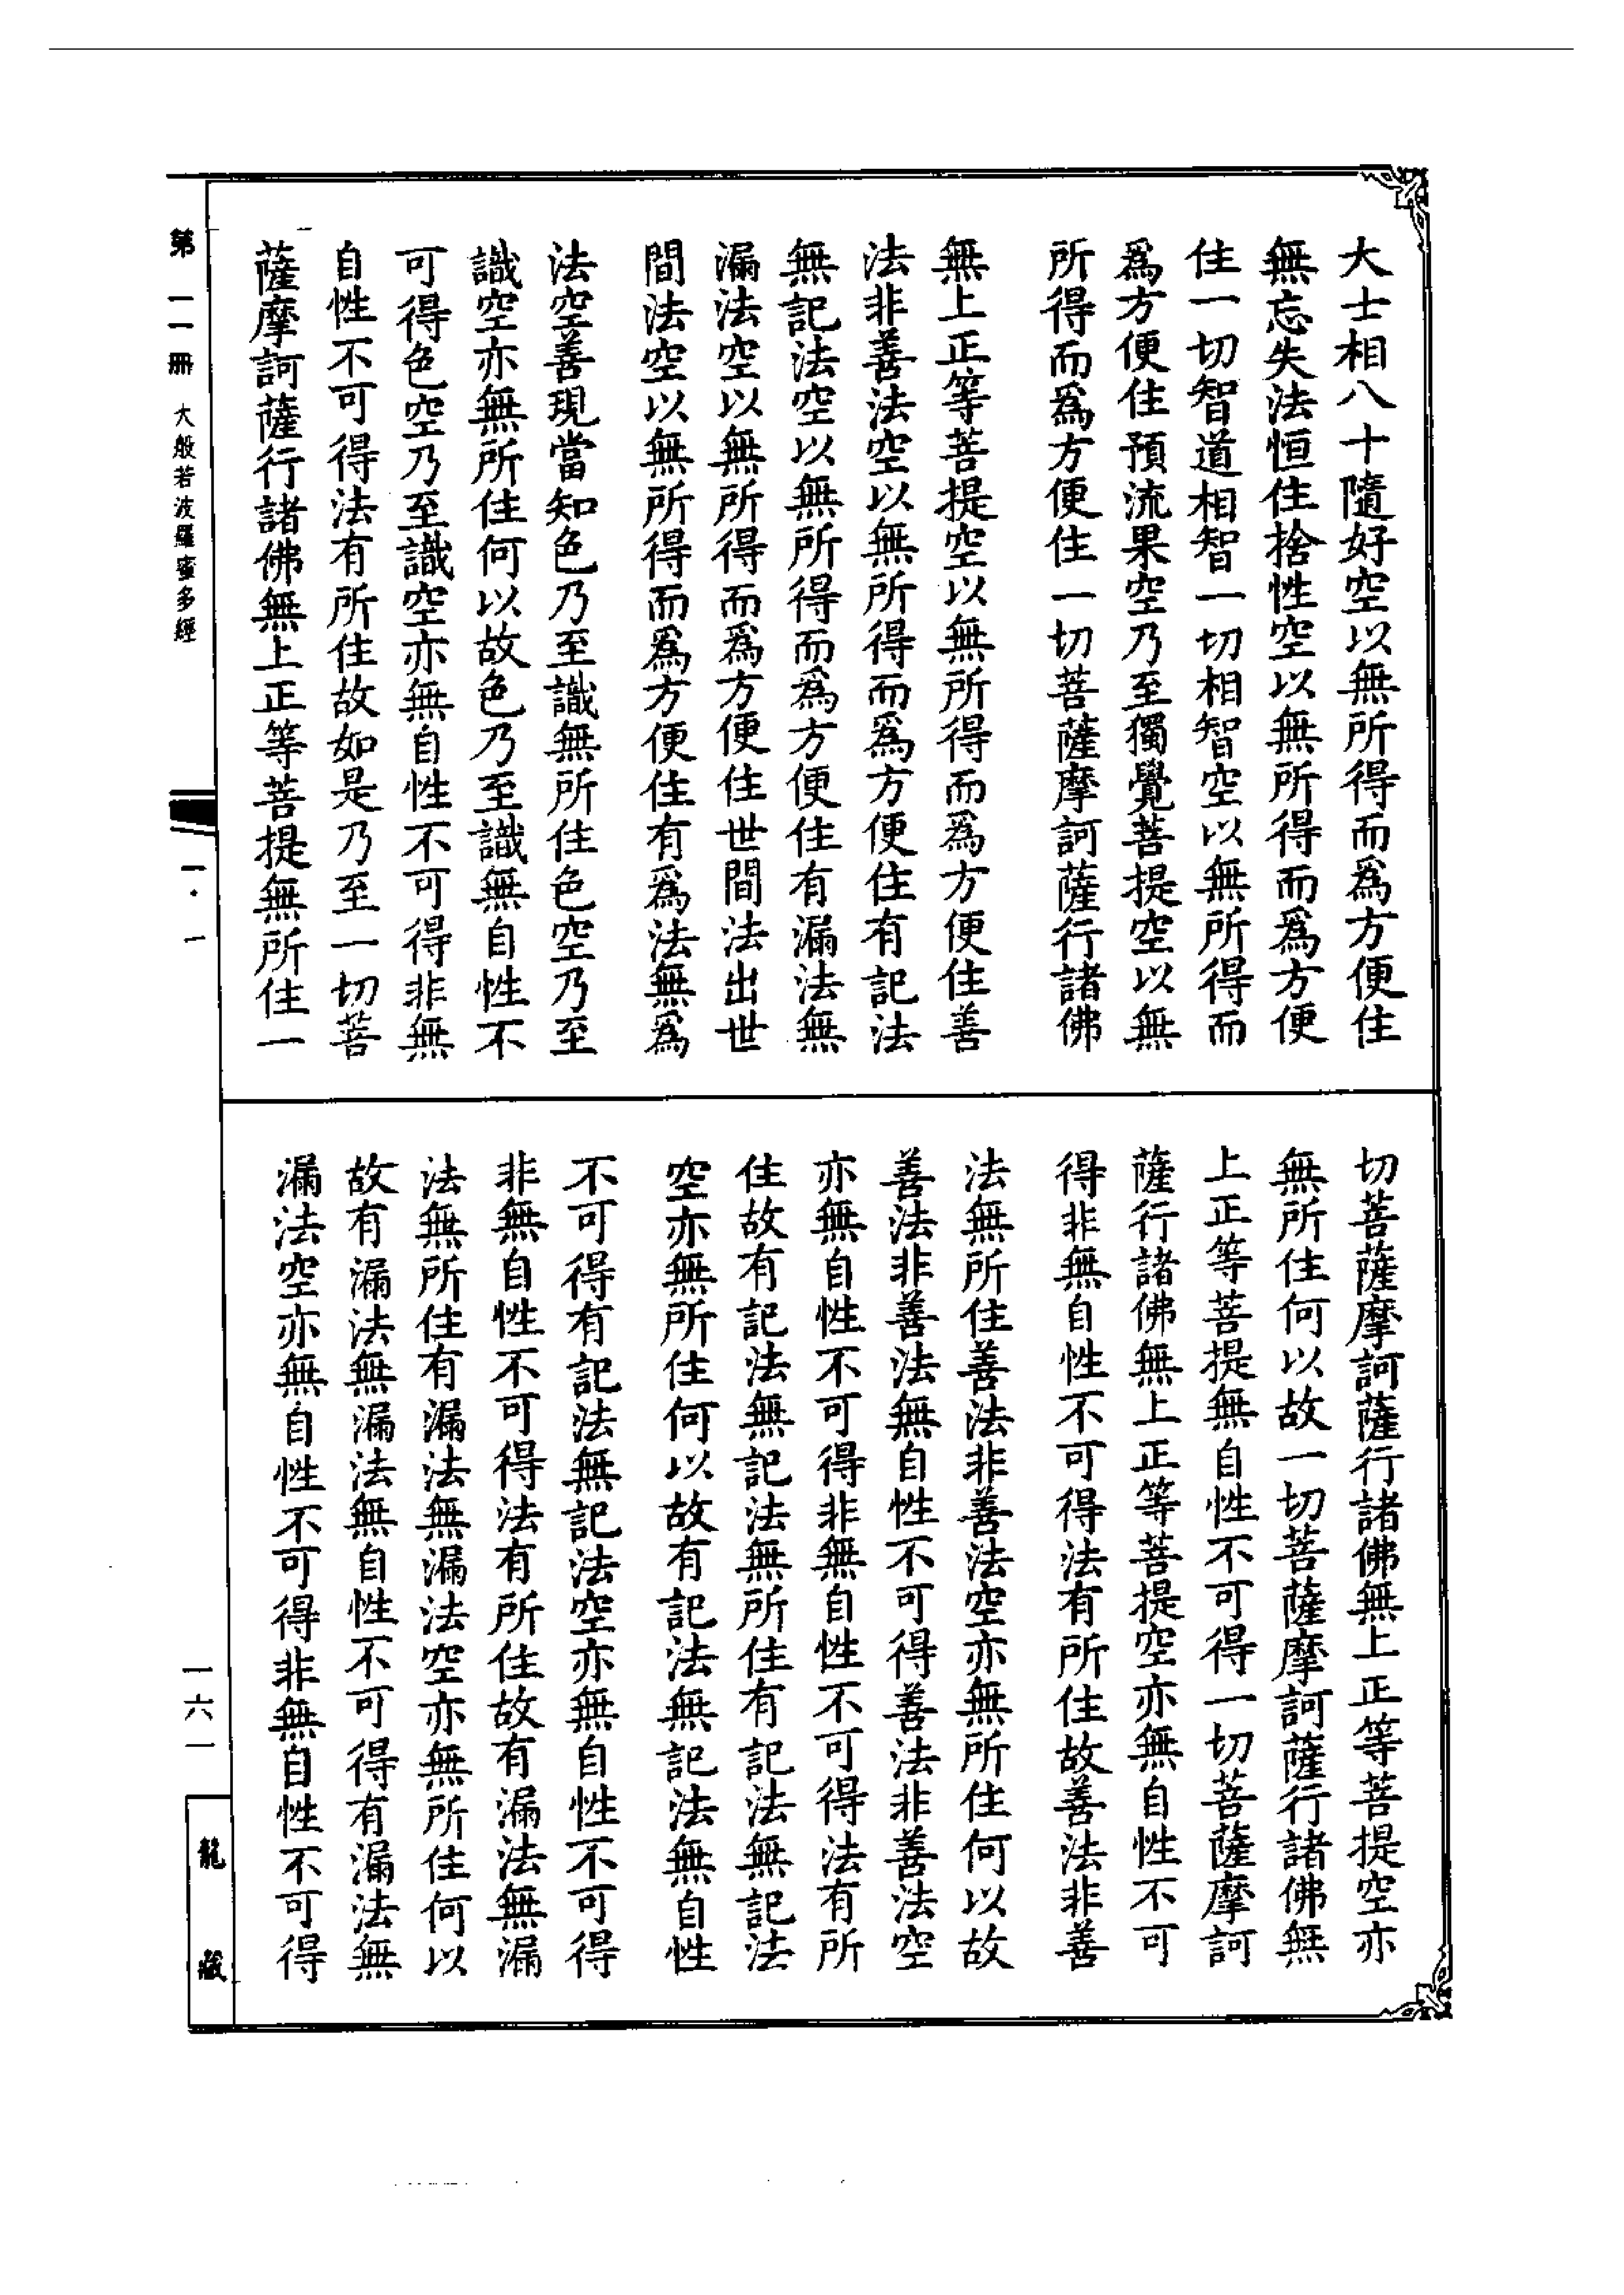 大士相八十隨好空以無所得而爲方便住
無忘失法恒住捨性空以無所得而爲方便
住一切智道相智一切相智空以無所得而
爲方便住預流果空乃至獨覺菩提空以無
所得而爲方便住一切菩薩摩訶薩行諸佛
無上正等菩提空以無所得而爲方便住善
法非善法空以無所得而爲方便住有記法
無記法空以無所得而爲方便住有漏法無
漏法空以無所得而爲方便住世間法出世
間法空以無所得而爲方便住有爲法無爲
法空善現當知色乃至識無所住色空乃至
識空亦無所住何以故色乃至識無自性不
可得色空乃至識空亦無自性不可得非無
自性不可得法有所住故如是乃至一切菩
薩摩訶薩行諸佛無上正等菩提無所住一
切菩薩摩訶薩行諸佛無上正等菩提空亦
無所住何以故一切菩薩摩訶薩行諸佛無
上正等菩提無自性不可得一切菩薩摩訶
薩行諸佛無上正等菩提空亦無自性不可
得非無自性不可得法有所住故善法非善
法無所住善法非善法空亦無所住何以故
善法非善法無自性不可得善法非善法空
亦無自性不可得非無自性不可得法有所
住故有記法無記法無所住有記法無記法
空亦無所住何以故有記法無記法無自性
不可得有記法無記法空亦無自性不可得
非無自性不可得法有所住故有漏法無漏
法無所住有漏法無漏法空亦無所住何以
故有漏法無漏法無自性不可得有漏法無
漏法空亦無自性不可得非無自性不可得
第一一册 大般若波羅蜜多經
一·一
一六一
龍藏